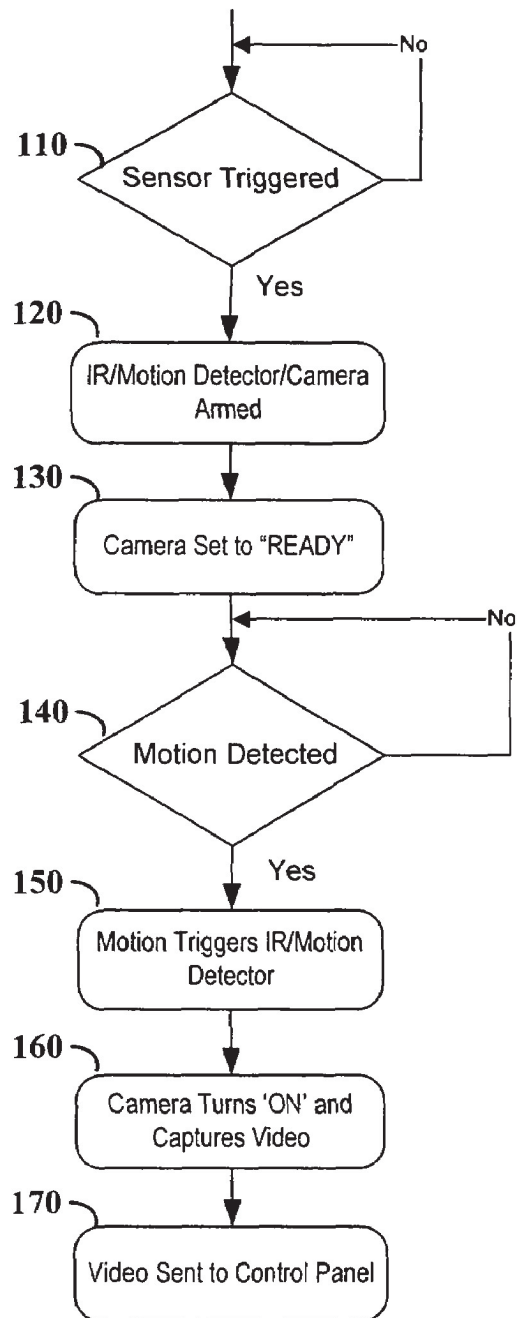 No
110
Sensor Triggered
Yes
120
IR/Motion Detector/Camera
Armed
130
Camera Set to “READY”
No
140
Motion Detected
Yes
150
Motion Triggers IR/Motion
Detector
160
Camera Turns ‘ON’ and
Captures Video
170
Video Sent to Control Panel